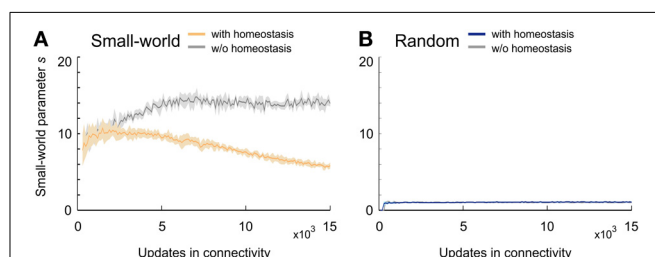 A Small-world with homeostasis
w/o homeostasis
B Random with homeostasis
w/o homeostasis
Small-world parameter s
20
10
0
0 5 10 15
x10³
Updates in connectivity
20
10
0
0 5 10 15
x10³
Updates in connectivity